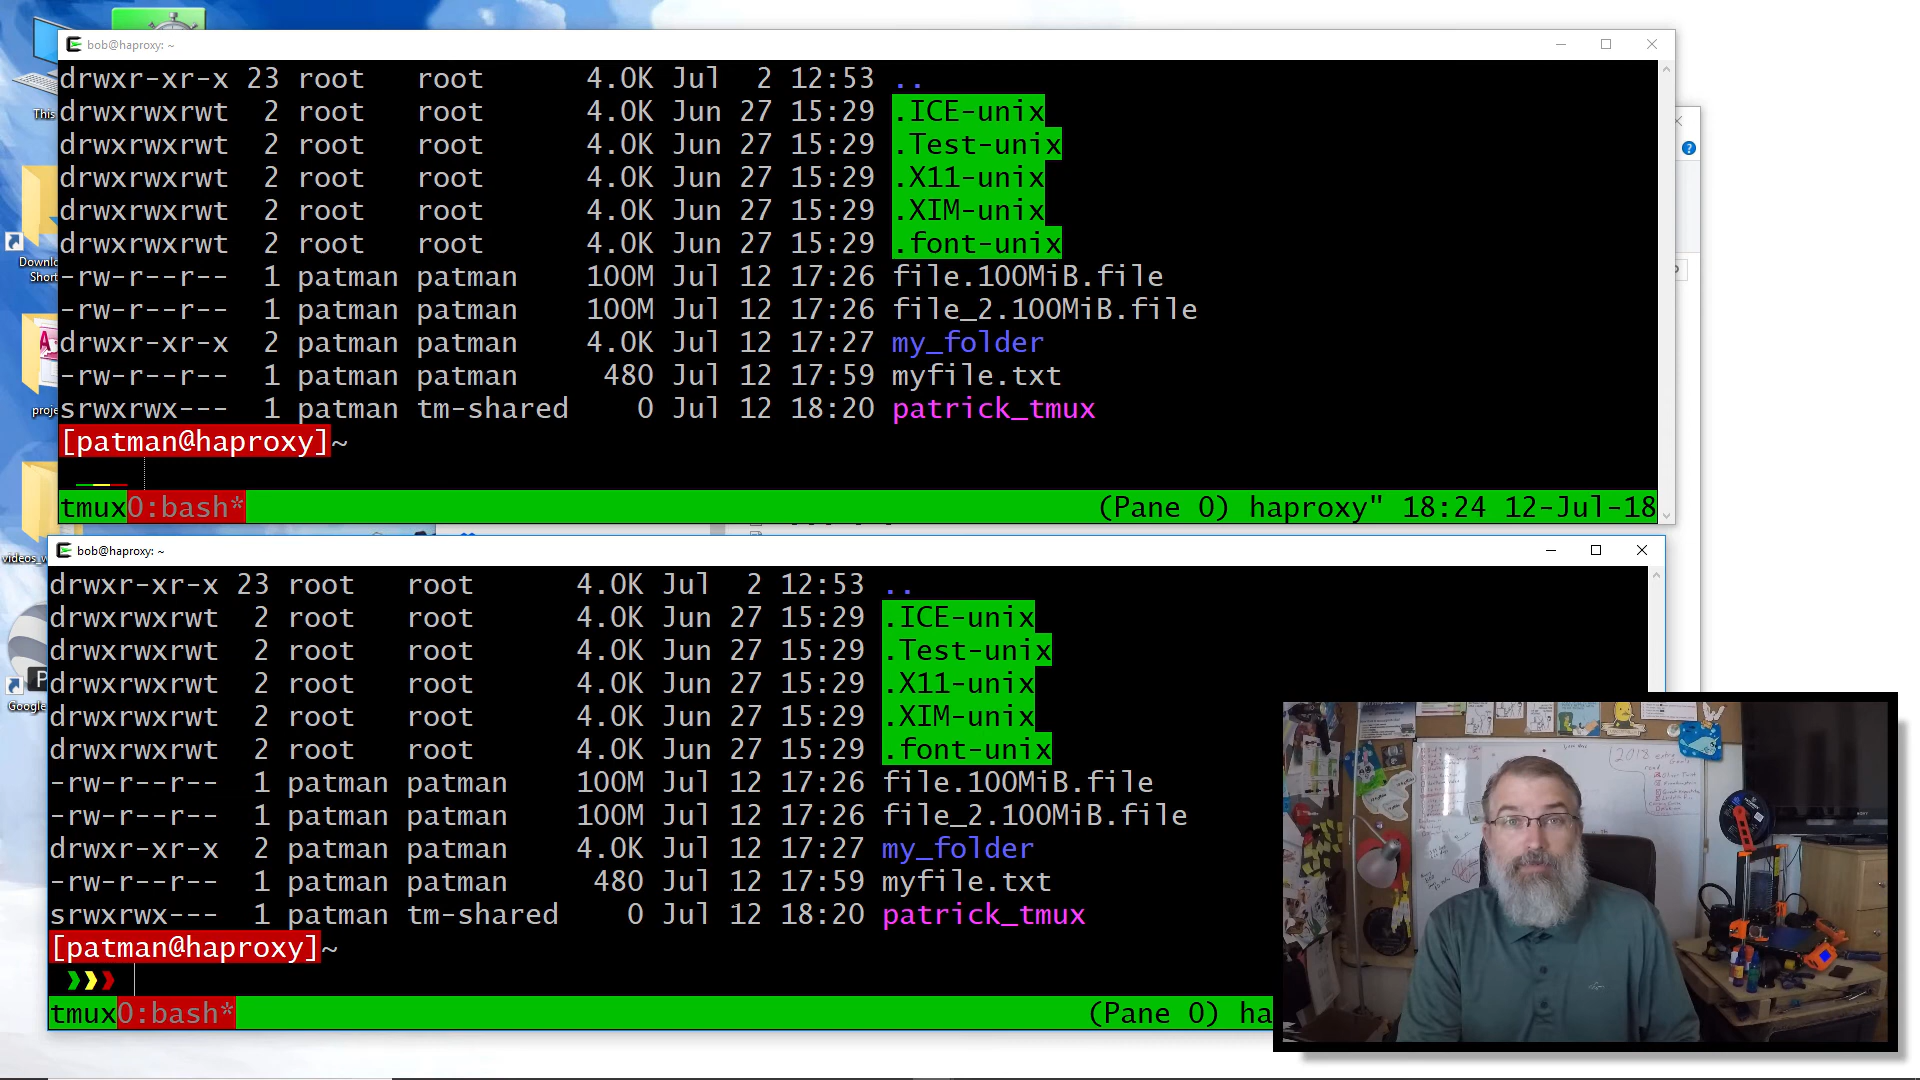 This
Downlo
Short
proje
videos_w
Google
bob@haproxy: ~
drwxr-xr-x 23 root   root      4.0K Jul  2 12:53 ..
drwxrwxrwt  2 root   root      4.0K Jun 27 15:29 .ICE-unix
drwxrwxrwt  2 root   root      4.0K Jun 27 15:29 .Test-unix
drwxrwxrwt  2 root   root      4.0K Jun 27 15:29 .X11-unix
drwxrwxrwt  2 root   root      4.0K Jun 27 15:29 .XIM-unix
drwxrwxrwt  2 root   root      4.0K Jun 27 15:29 .font-unix
-rw-r--r--  1 patman patman    100M Jul 12 17:26 file.100MiB.file
-rw-r--r--  1 patman patman    100M Jul 12 17:26 file_2.100MiB.file
drwxr-xr-x  2 patman patman    4.0K Jul 12 17:27 my_folder
-rw-r--r--  1 patman patman     480 Jul 12 17:59 myfile.txt
srwxrwx---  1 patman tm-shared    0 Jul 12 18:20 patrick_tmux
[patman@haproxy]~
tmux0:bash* (Pane 0) haproxy" 18:24 12-Jul-18
bob@haproxy: ~
drwxr-xr-x 23 root   root      4.0K Jul  2 12:53 ..
drwxrwxrwt  2 root   root      4.0K Jun 27 15:29 .ICE-unix
drwxrwxrwt  2 root   root      4.0K Jun 27 15:29 .Test-unix
drwxrwxrwt  2 root   root      4.0K Jun 27 15:29 .X11-unix
drwxrwxrwt  2 root   root      4.0K Jun 27 15:29 .XIM-unix
drwxrwxrwt  2 root   root      4.0K Jun 27 15:29 .font-unix
-rw-r--r--  1 patman patman    100M Jul 12 17:26 file.100MiB.file
-rw-r--r--  1 patman patman    100M Jul 12 17:26 file_2.100MiB.file
drwxr-xr-x  2 patman patman    4.0K Jul 12 17:27 my_folder
-rw-r--r--  1 patman patman     480 Jul 12 17:59 myfile.txt
srwxrwx---  1 patman tm-shared    0 Jul 12 18:20 patrick_tmux
[patman@haproxy]~
❯❯❯
tmux0:bash* (Pane 0) ha
2018